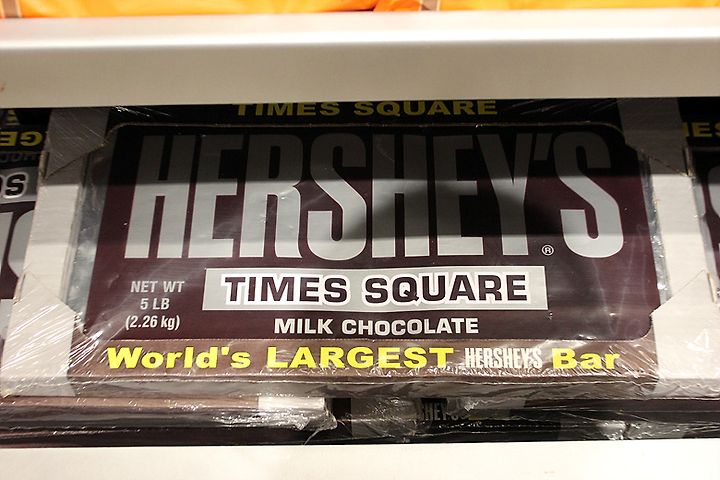 TIMES SQUARE
HERSHEY'S®
NET WT
5 LB
(2.26 kg)
TIMES SQUARE
MILK CHOCOLATE
World's LARGEST HERSHEY'S Bar